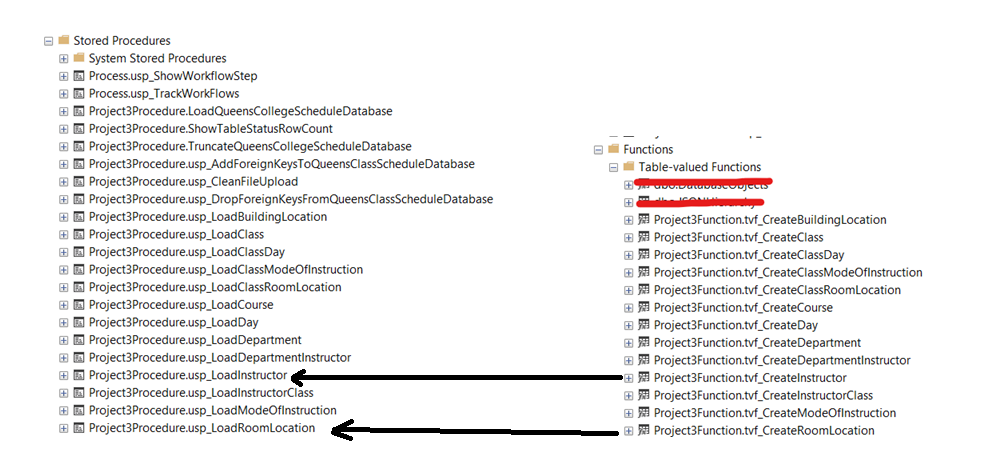 Stored Procedures
System Stored Procedures
Process.usp_ShowWorkflowStep
Process.usp_TrackWorkFlows
Project3Procedure.LoadQueensCollegeScheduleDatabase
Project3Procedure.ShowTableStatusRowCount
Project3Procedure.TruncateQueensCollegeScheduleDatabase
Project3Procedure.usp_AddForeignKeysToQueensClassScheduleDatabase
Project3Procedure.usp_CleanFileUpload
Project3Procedure.usp_DropForeignKeysFromQueensClassScheduleDatabase
Project3Procedure.usp_LoadBuildingLocation
Project3Procedure.usp_LoadClass
Project3Procedure.usp_LoadClassDay
Project3Procedure.usp_LoadClassModeOfInstruction
Project3Procedure.usp_LoadClassRoomLocation
Project3Procedure.usp_LoadCourse
Project3Procedure.usp_LoadDay
Project3Procedure.usp_LoadDepartment
Project3Procedure.usp_LoadDepartmentInstructor
Project3Procedure.usp_LoadInstructor
Project3Procedure.usp_LoadInstructorClass
Project3Procedure.usp_LoadModeOfInstruction
Project3Procedure.usp_LoadRoomLocation
Functions
Table-valued Functions
dbo.DatabaseObjects
Project3Function.tvf_CreateBuildingLocation
Project3Function.tvf_CreateClass
Project3Function.tvf_CreateClassDay
Project3Function.tvf_CreateClassModeOfInstruction
Project3Function.tvf_CreateClassRoomLocation
Project3Function.tvf_CreateCourse
Project3Function.tvf_CreateDay
Project3Function.tvf_CreateDepartment
Project3Function.tvf_CreateDepartmentInstructor
Project3Function.tvf_CreateInstructor
Project3Function.tvf_CreateInstructorClass
Project3Function.tvf_CreateModeOfInstruction
Project3Function.tvf_CreateRoomLocation